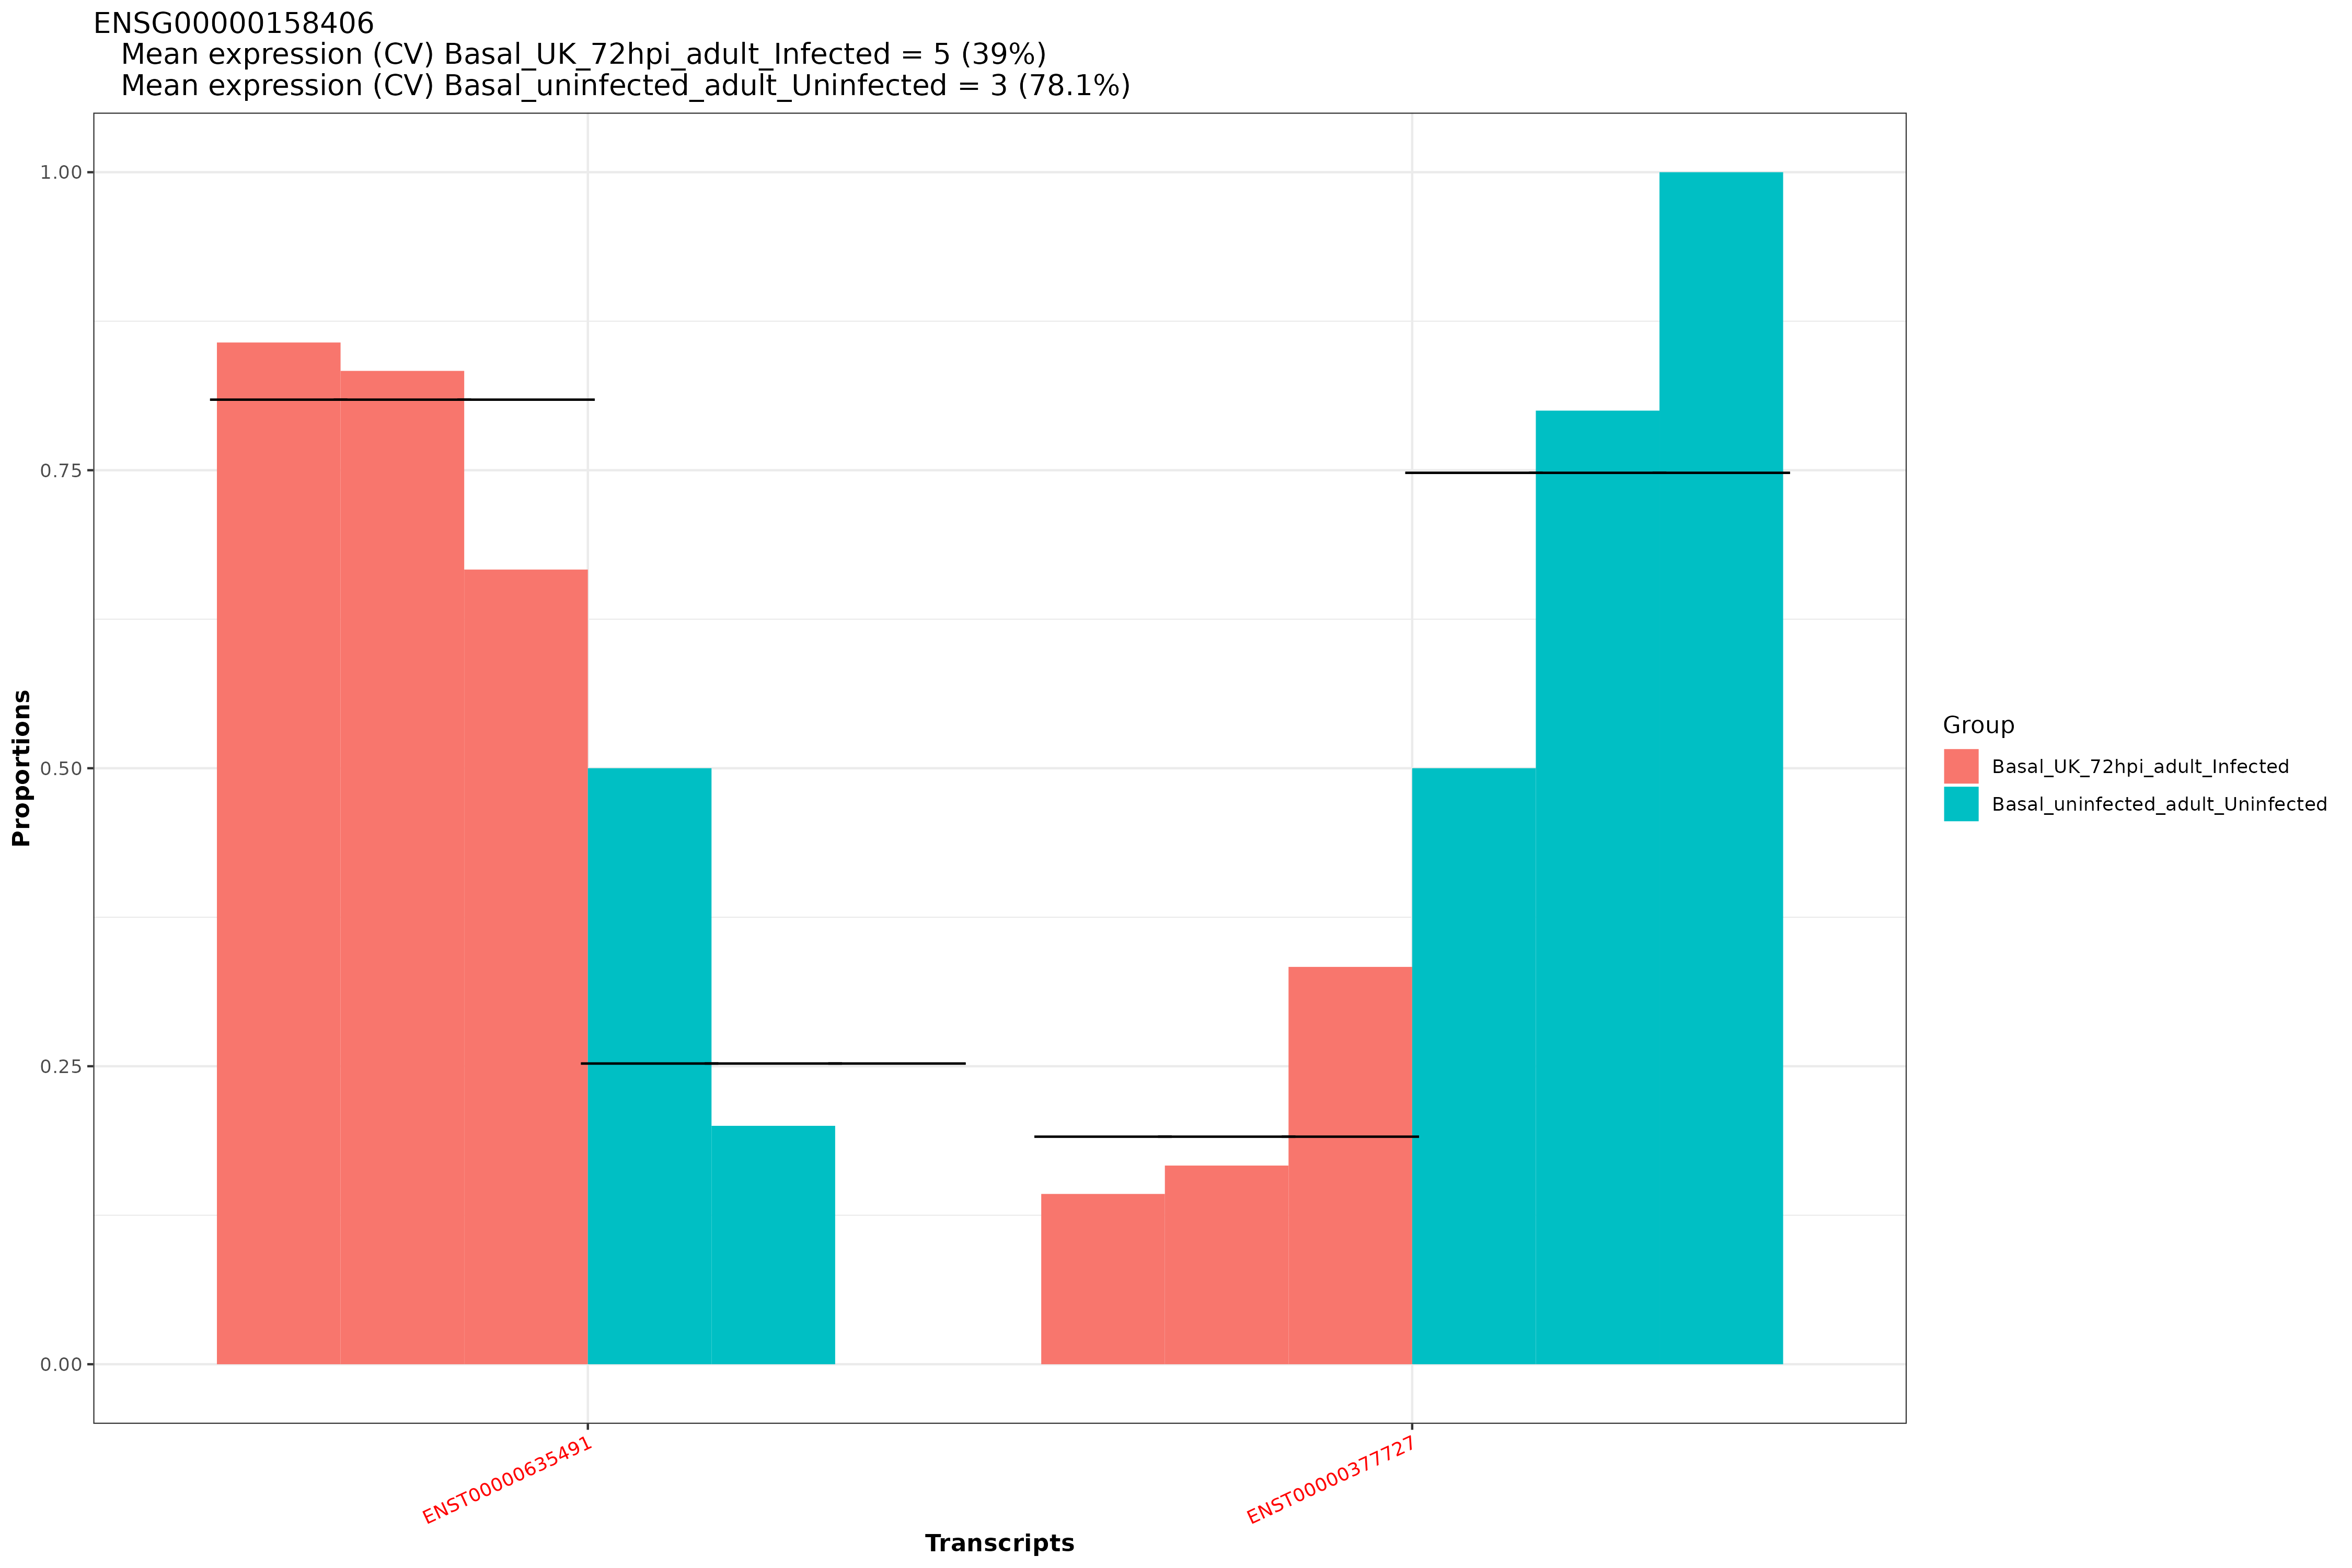 ENSG00000158406
Mean expression (CV) Basal_UK_72hpi_adult_Infected = 5 (39%)
Mean expression (CV) Basal_uninfected_adult_Uninfected = 3 (78.1%)
1.00
0.75
0.50
0.25
0.00
Proportions
ENST00000635491
ENST00000377727
Transcripts
Group
Basal_UK_72hpi_adult_Infected
Basal_uninfected_adult_Uninfected